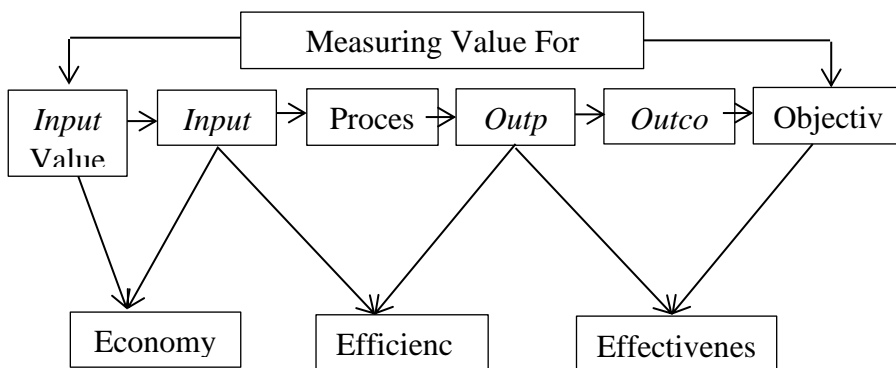 Measuring Value For
Input
Value
Input
Proces
Outp
Outco
Objectiv
Economy
Efficienc
Effectivenes